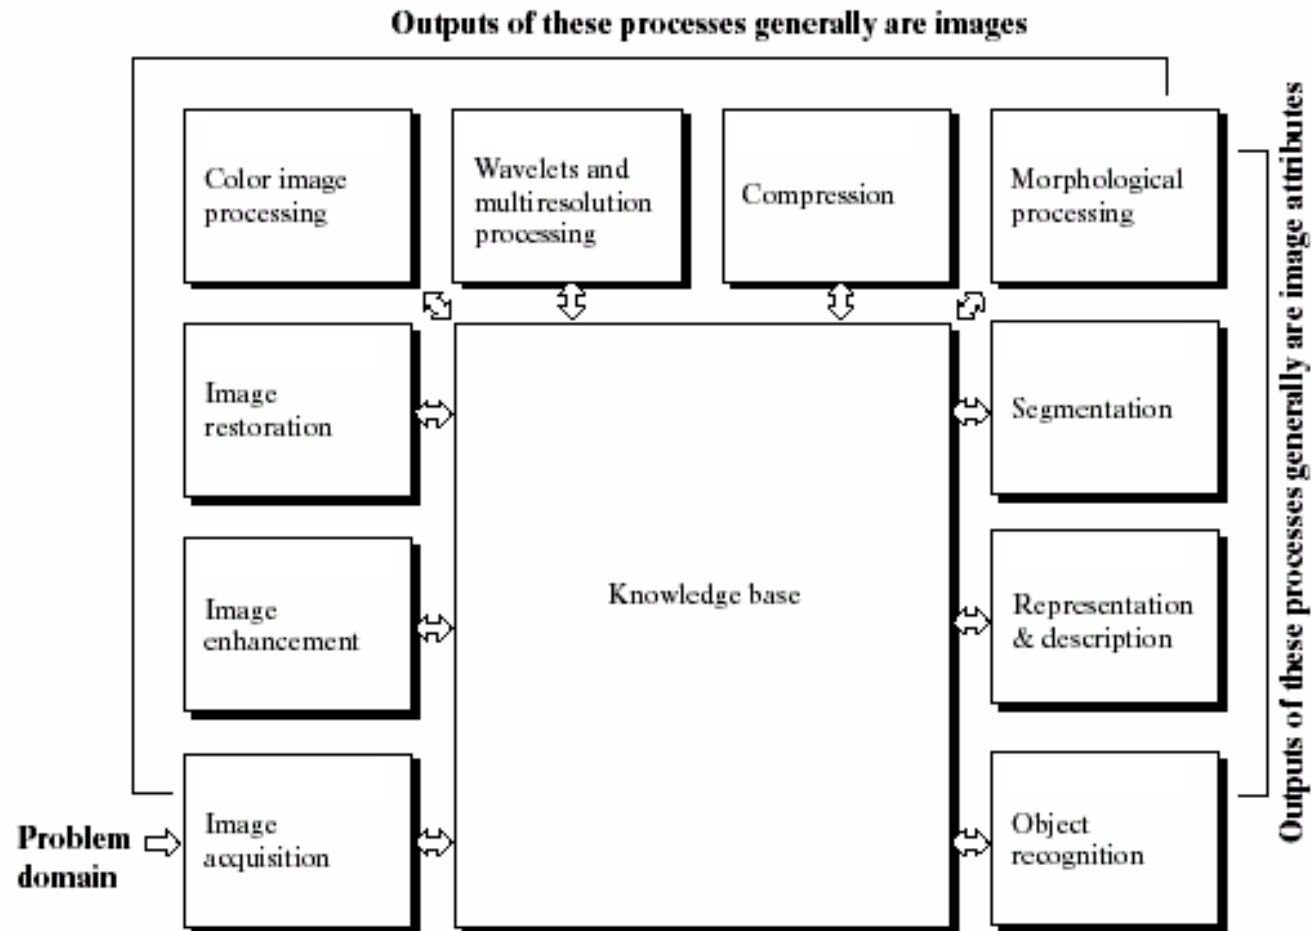 Outputs of these processes generally are images
Color image
processing
Wavelets and
multiresolution
processing
Compression
Morphological
processing
Image
restoration
Segmentation
Image
enhancement
Knowledge base
Representation
& description
Problem
domain
Image
acquisition
Object
recognition
Outputs of these processes generally are image attributes